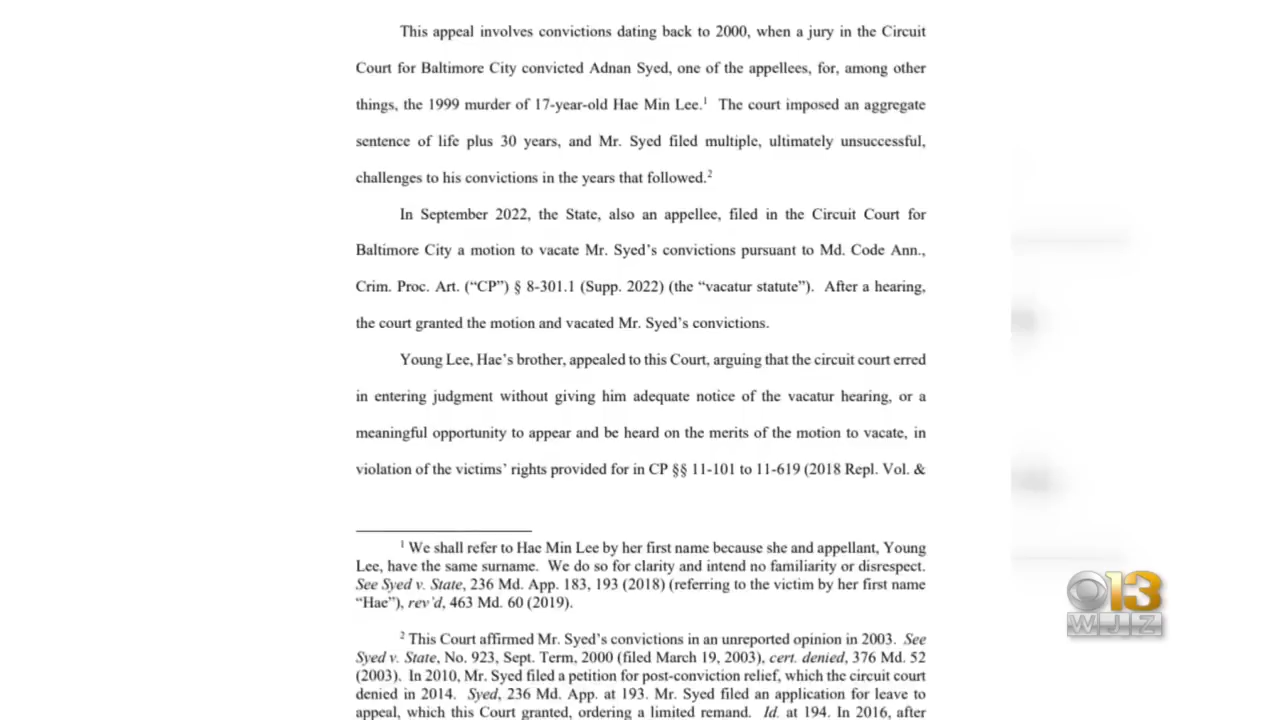 This appeal involves convictions dating back to 2000, when a jury in the Circuit
Court for Baltimore City convicted Adnan Syed, one of the appellees, for, among other
things, the 1999 murder of 17-year-old Hae Min Lee.¹ The court imposed an aggregate
sentence of life plus 30 years, and Mr. Syed filed multiple, ultimately unsuccessful,
challenges to his convictions in the years that followed.²
In September 2022, the State, also an appellee, filed in the Circuit Court for
Baltimore City a motion to vacate Mr. Syed's convictions pursuant to Md. Code Ann.,
Crim. Proc. Art. (“CP”) § 8-301.1 (Supp. 2022) (the “vacatur statute”). After a hearing,
the court granted the motion and vacated Mr. Syed's convictions.
Young Lee, Hae's brother, appealed to this Court, arguing that the circuit court erred
in entering judgment without giving him adequate notice of the vacatur hearing, or a
meaningful opportunity to appear and be heard on the merits of the motion to vacate, in
violation of the victims' rights provided for in CP §§ 11-101 to 11-619 (2018 Repl. Vol. &
¹ We shall refer to Hae Min Lee by her first name because she and appellant, Young
Lee, have the same surname. We do so for clarity and intend no familiarity or disrespect.
See Syed v. State, 236 Md. App. 183, 193 (2018) (referring to the victim by her first name
“Hae”), rev'd, 463 Md. 60 (2019).
² This Court affirmed Mr. Syed's convictions in an unreported opinion in 2003. See
Syed v. State, No. 923, Sept. Term, 2000 (filed March 19, 2003), cert. denied, 376 Md. 52
(2003). In 2010, Mr. Syed filed a petition for post-conviction relief, which the circuit court
denied in 2014. Syed, 236 Md. App. at 193. Mr. Syed filed an application for leave to
appeal, which this Court granted, ordering a limited remand. Id. at 194. In 2016, after
13
WJZ